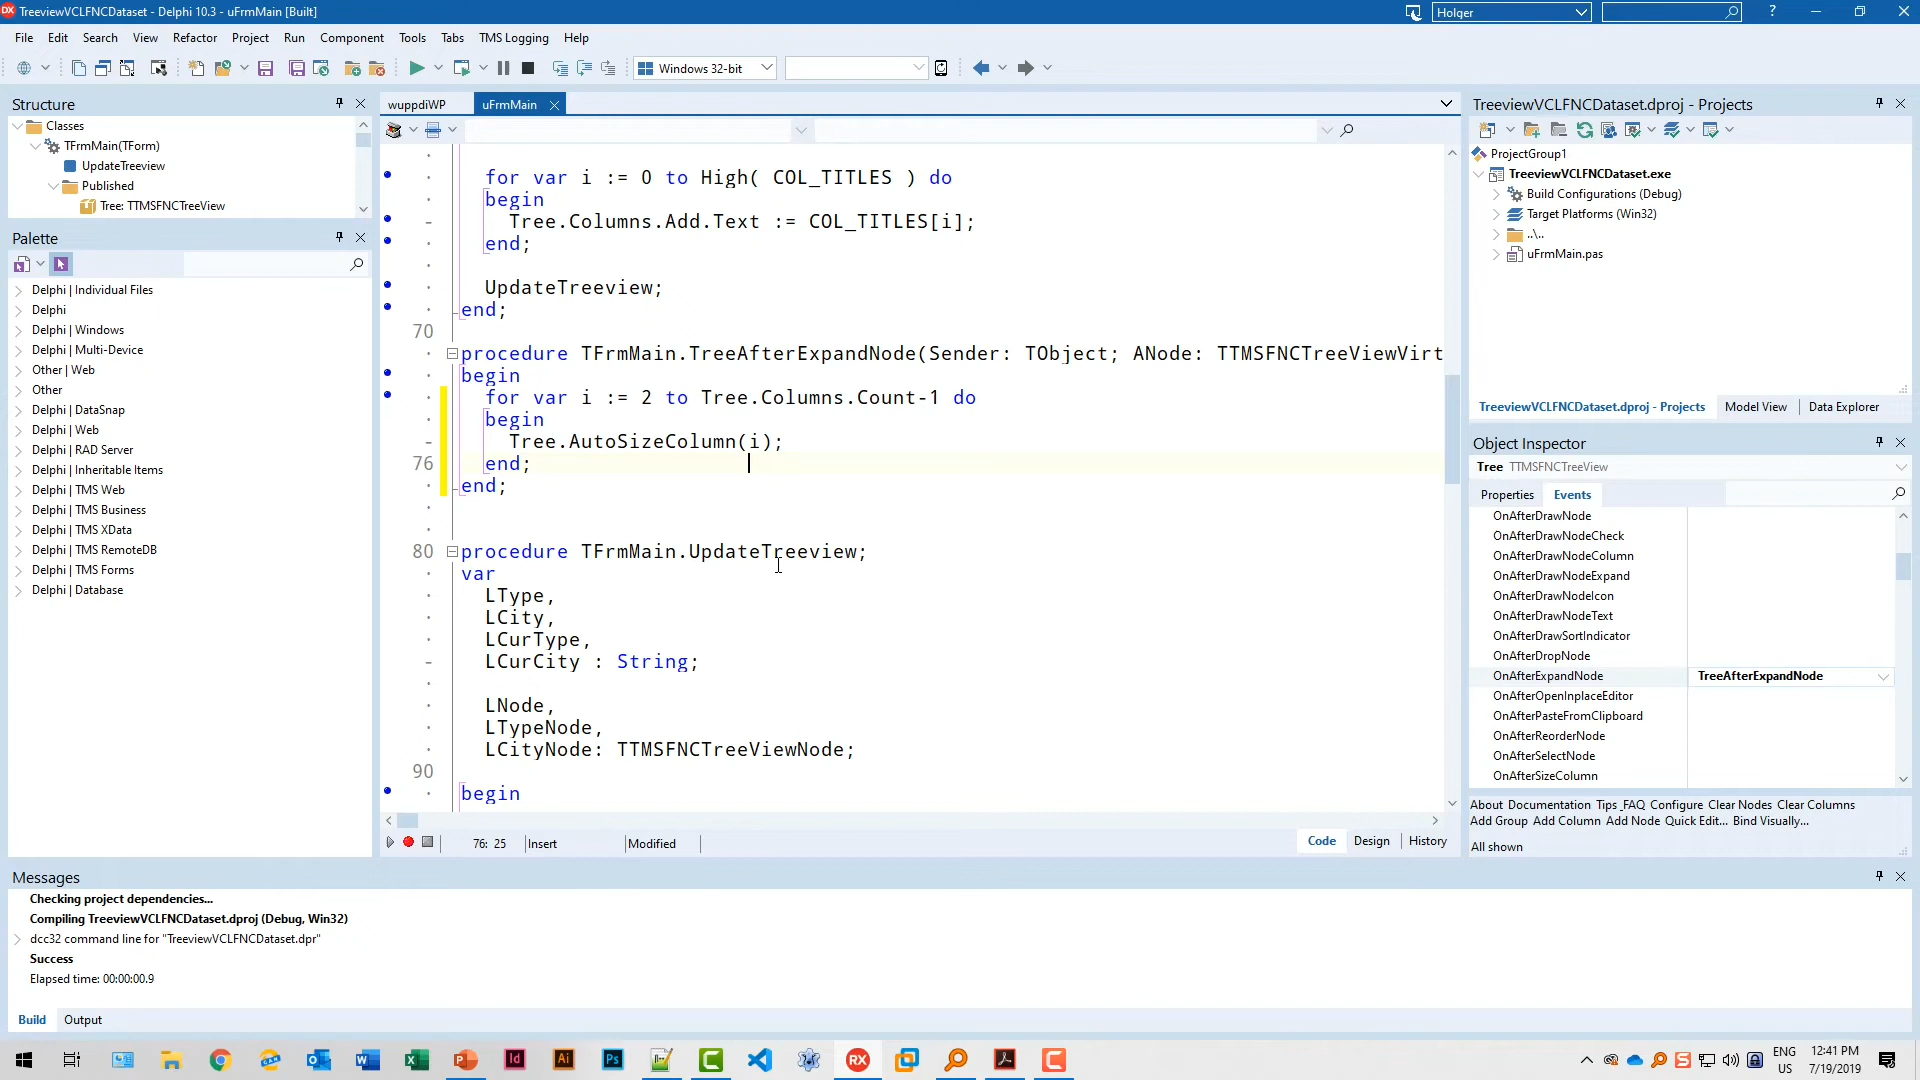 TreeviewVCLFNCDataset - Delphi 10.3 - uFrmMain [Built]
Holger
File Edit Search View Refactor Project Run Component Tools Tabs TMS Logging Help
Windows 32-bit
Structure
Classes
TFrmMain(TForm)
UpdateTreeview
Published
Tree: TTMSFNCTreeView
Palette
Delphi | Individual Files
Delphi
Delphi | Windows
Delphi | Multi-Device
Other | Web
Other
Delphi | DataSnap
Delphi | Web
Delphi | RAD Server
Delphi | Inheritable Items
Delphi | TMS Web
Delphi | TMS Business
Delphi | TMS XData
Delphi | TMS RemoteDB
Delphi | TMS Forms
Delphi | Database
wuppdiWP uFrmMain
for var i := 0 to High( COL_TITLES ) do
begin
Tree.Columns.Add.Text := COL_TITLES[i];
end;
UpdateTreeview;
end;
70
procedure TFrmMain.TreeAfterExpandNode(Sender: TObject; ANode: TTMSFNCTreeViewVirt
begin
for var i := 2 to Tree.Columns.Count-1 do
begin
Tree.AutoSizeColumn(i);
76 end;
end;
80 procedure TFrmMain.UpdateTreeview;
var
LType,
LCity,
LCurType,
LCurCity : String;
LNode,
LTypeNode,
LCityNode: TTMSFNCTreeViewNode;
90
begin
76: 25 Insert Modified
Code Design History
TreeviewVCLFNCDataset.dproj - Projects
ProjectGroup1
TreeviewVCLFNCDataset.exe
Build Configurations (Debug)
Target Platforms (Win32)
..\..
uFrmMain.pas
TreeviewVCLFNCDataset.dproj - Projects Model View Data Explorer
Object Inspector
Tree TTMSFNCTreeView
Properties Events
OnAfterDrawNode
OnAfterDrawNodeCheck
OnAfterDrawNodeColumn
OnAfterDrawNodeExpand
OnAfterDrawNodeIcon
OnAfterDrawNodeText
OnAfterDrawSortIndicator
OnAfterDropNode
OnAfterExpandNode TreeAfterExpandNode
OnAfterOpenInplaceEditor
OnAfterPasteFromClipboard
OnAfterReorderNode
OnAfterSelectNode
OnAfterSizeColumn
About Documentation Tips_FAQ Configure Clear Nodes Clear Columns
Add Group Add Column Add Node Quick Edit... Bind Visually...
All shown
Messages
Checking project dependencies...
Compiling TreeviewVCLFNCDataset.dproj (Debug, Win32)
dcc32 command line for "TreeviewVCLFNCDataset.dpr"
Success
Elapsed time: 00:00:00.9
Build Output
ENG
US
12:41 PM
7/19/2019